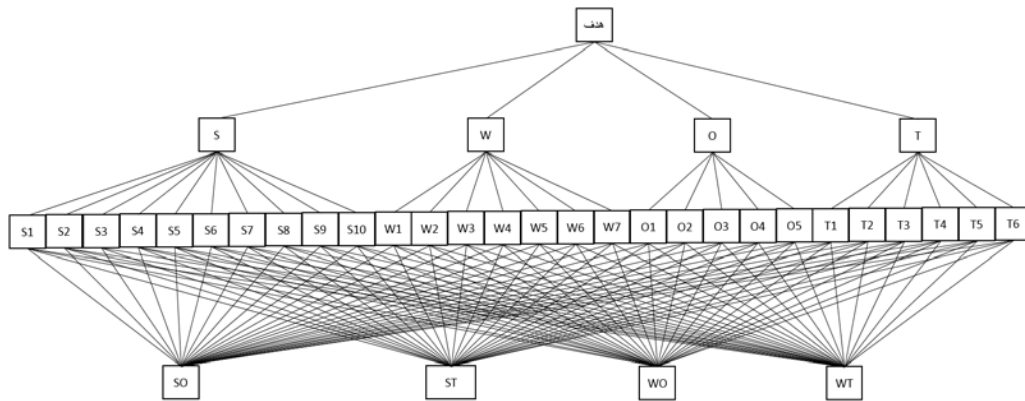 هدف
S W O T
S1 S2 S3 S4 S5 S6 S7 S8 S9 S10 W1 W2 W3 W4 W5 W6 W7 O1 O2 O3 O4 O5 T1 T2 T3 T4 T5 T6
SO ST WO WT